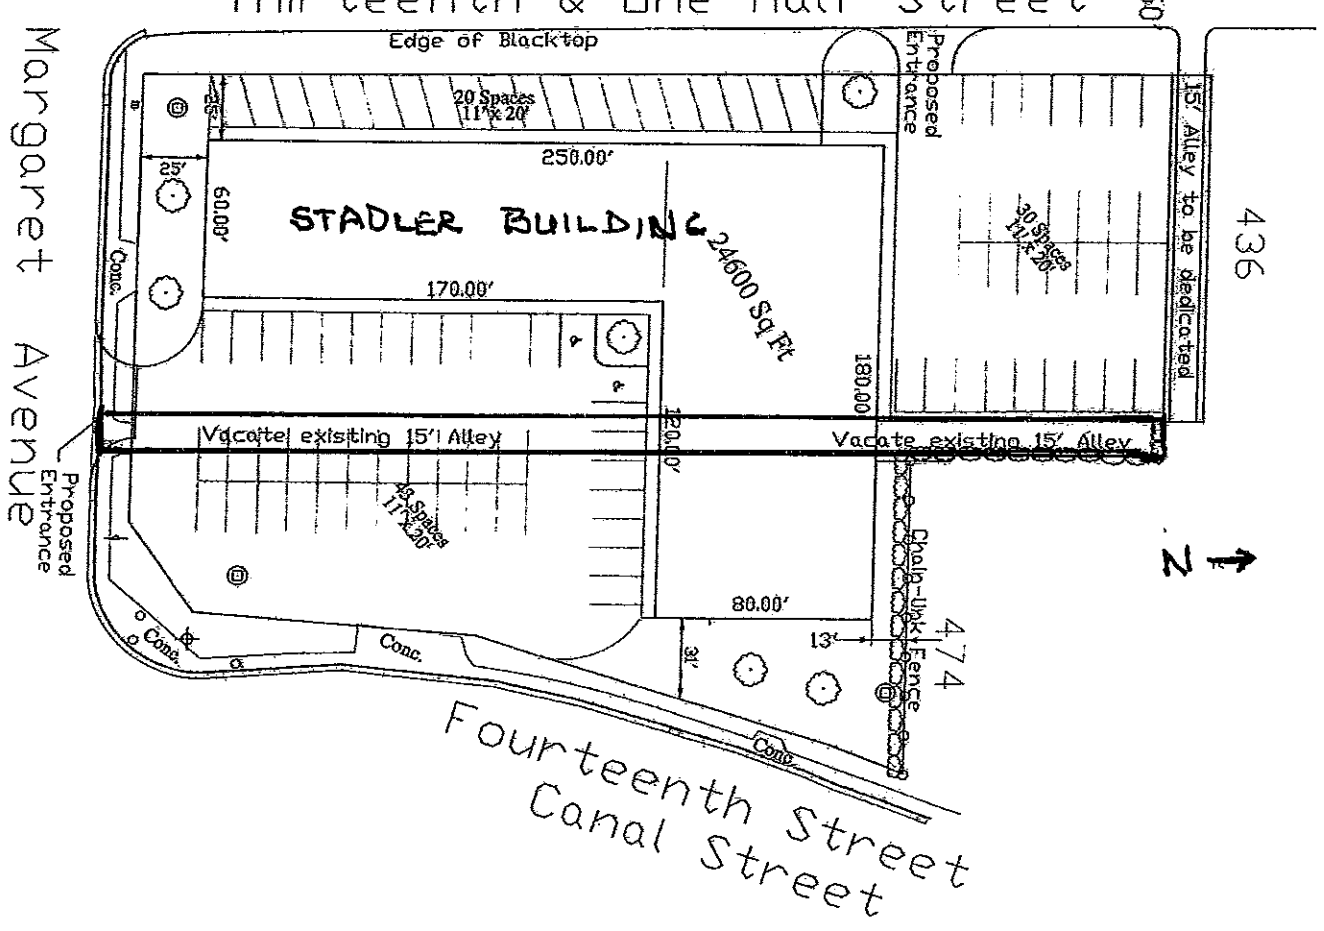 Thirteenth & One Half Street
60'
Edge of Blacktop
Proposed
Entrance
20 Spaces
11' x 20'
25'
25'
250.00'
60.00'
STADLER BUILDING
24600 Sq Ft
30 Spaces
11' x 20'
15' Alley to be dedicated
436
Margaret Avenue
Conc.
170.00'
180.00'
120.00'
Vacate existing 15' Alley
Vacate existing 15' Alley
Proposed
Entrance
43 Spaces
11' x 20'
N
Chain-Link Fence
474
80.00'
13'
31'
Conc.
Conc.
Conc.
Fourteenth Street
Canal Street